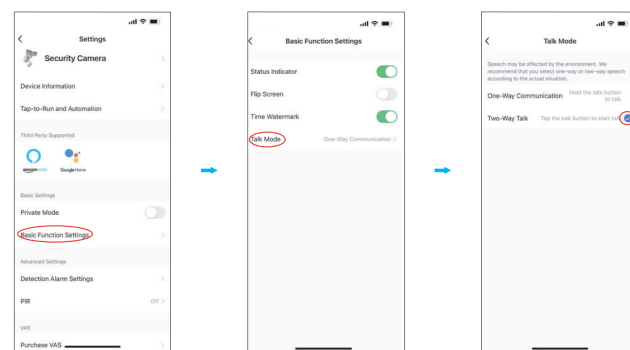 Settings
Security Camera
Device Information
Tap-to-Run and Automation
Third Party Supported
amazon alexa
Google Home
Basic Settings
Private Mode
Basic Function Settings
Advanced Settings
Detection Alarm Settings
PIR Off
VAS
Purchase VAS
Basic Function Settings
Status Indicator
Flip Screen
Time Watermark
Talk Mode One-Way Communication
Talk Mode
Speech may be affected by the environment. We
recommend that you select one-way or two-way speech
according to the actual situation.
One-Way Communication Hold the talk button
to talk
Two-Way Talk Tap the talk button to start